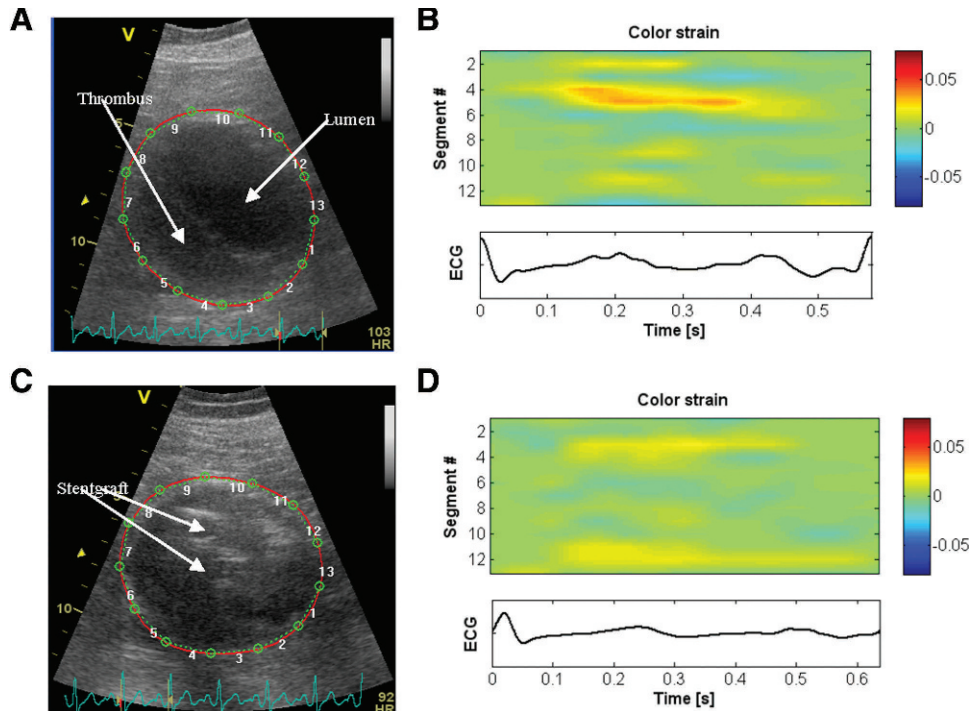 A
V
Thrombus
Lumen
5
10
9
10
11
8
12
7
13
6
1
5
2
4
3
103
HR
B
Color strain
Segment #
2
4
6
8
10
12
0.05
0
-0.05
ECG
0 0.1 0.2 0.3 0.4 0.5
Time [s]
C
V
Stentgraft
10
9
10
11
8
12
7
13
6
1
5
2
4
3
92
HR
D
Color strain
Segment #
2
4
6
8
10
12
0.05
0
-0.05
ECG
0 0.1 0.2 0.3 0.4 0.5 0.6
Time [s]